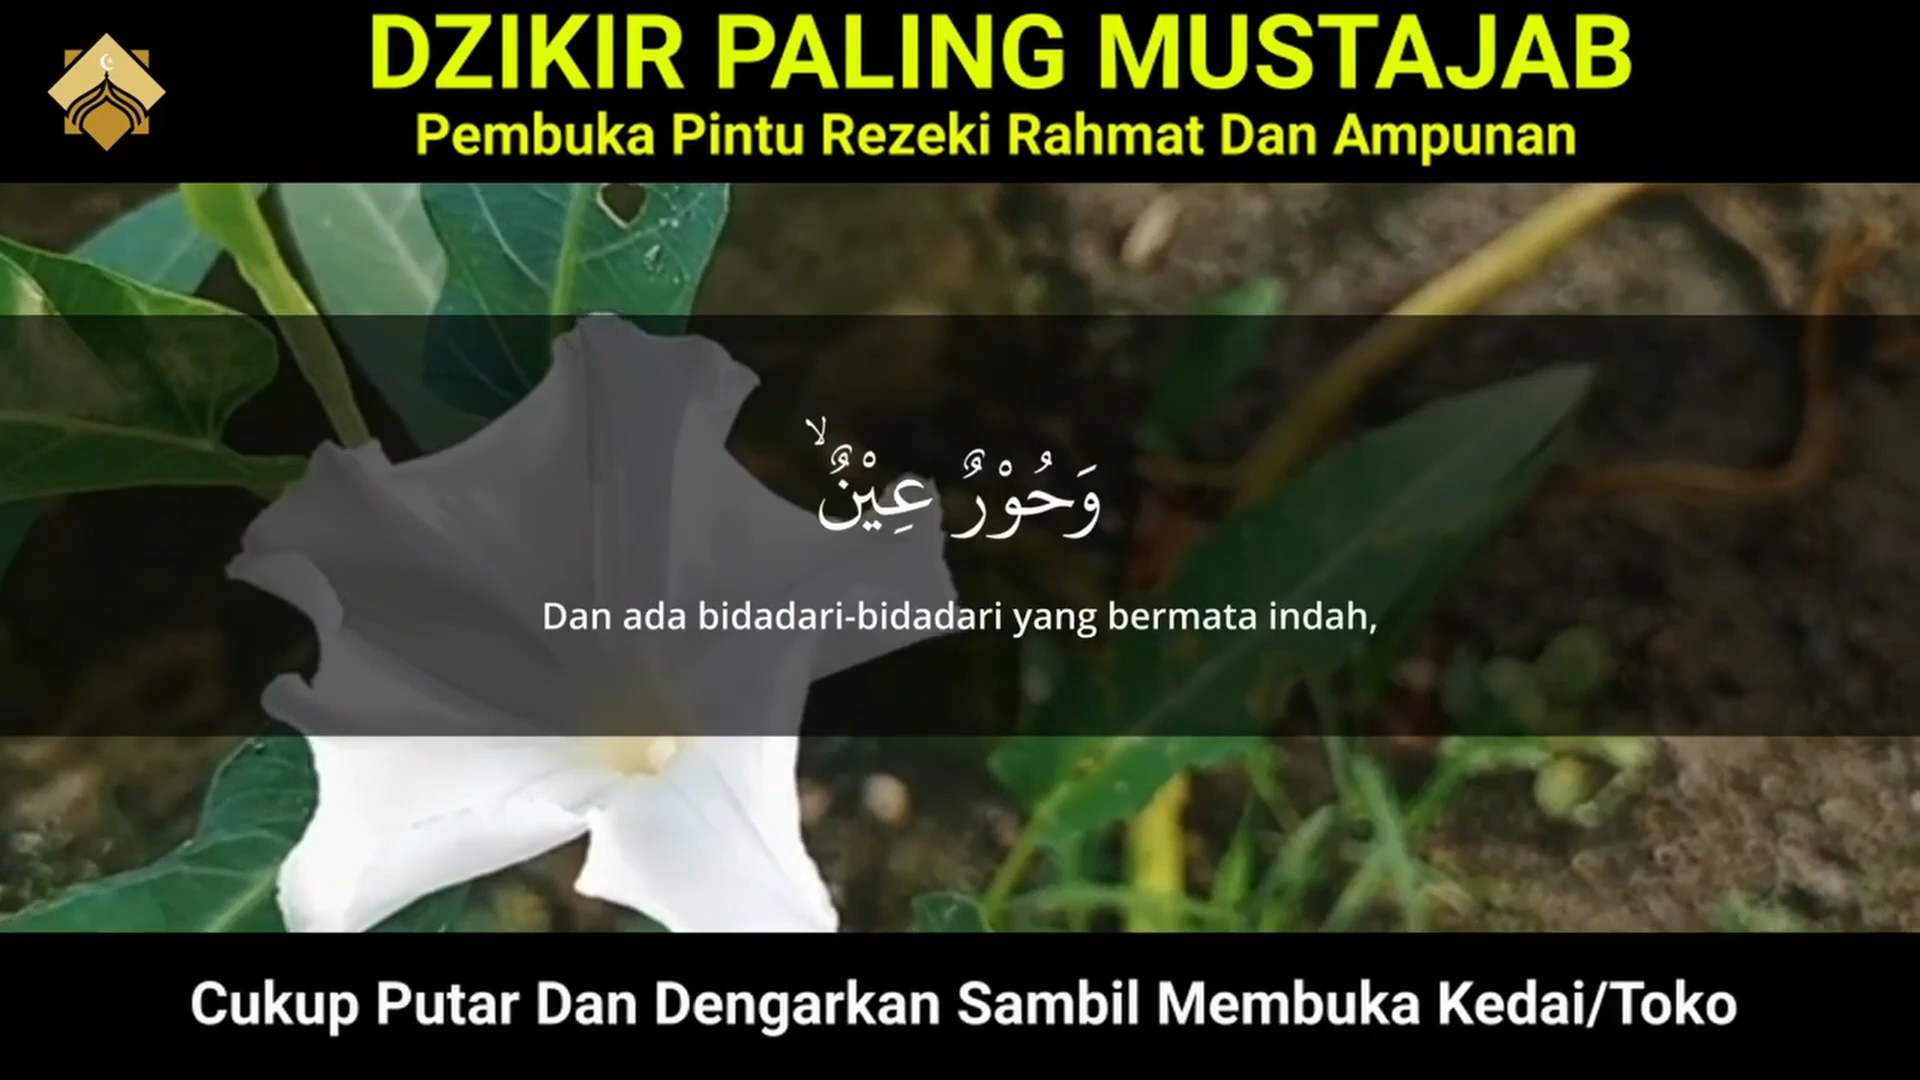 DZIKIR PALING MUSTAJAB
Pembuka Pintu Rezeki Rahmat Dan Ampunan
وَحُوْرٌ عِيْنٌۙ
Dan ada bidadari-bidadari yang bermata indah,
Cukup Putar Dan Dengarkan Sambil Membuka Kedai/Toko